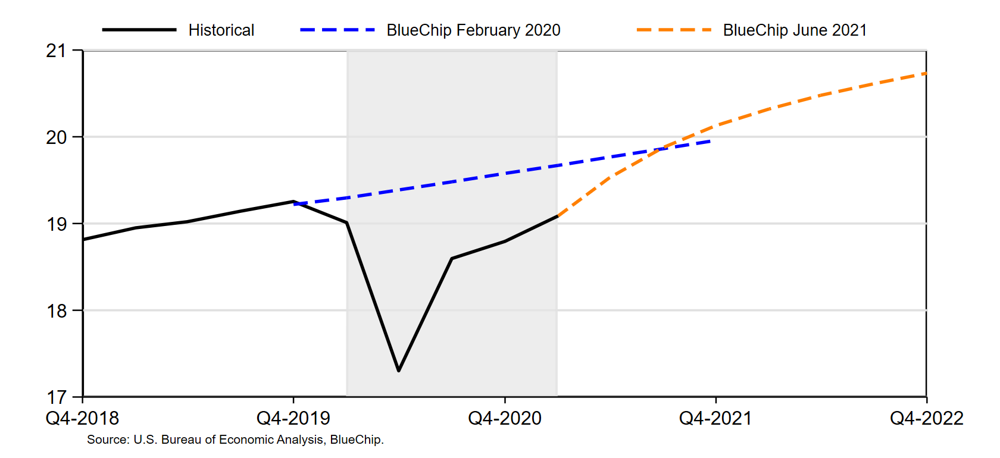 Historical BlueChip February 2020 BlueChip June 2021
21
20
19
18
17
Q4-2018 Q4-2019 Q4-2020 Q4-2021 Q4-2022
Source: U.S. Bureau of Economic Analysis, BlueChip.